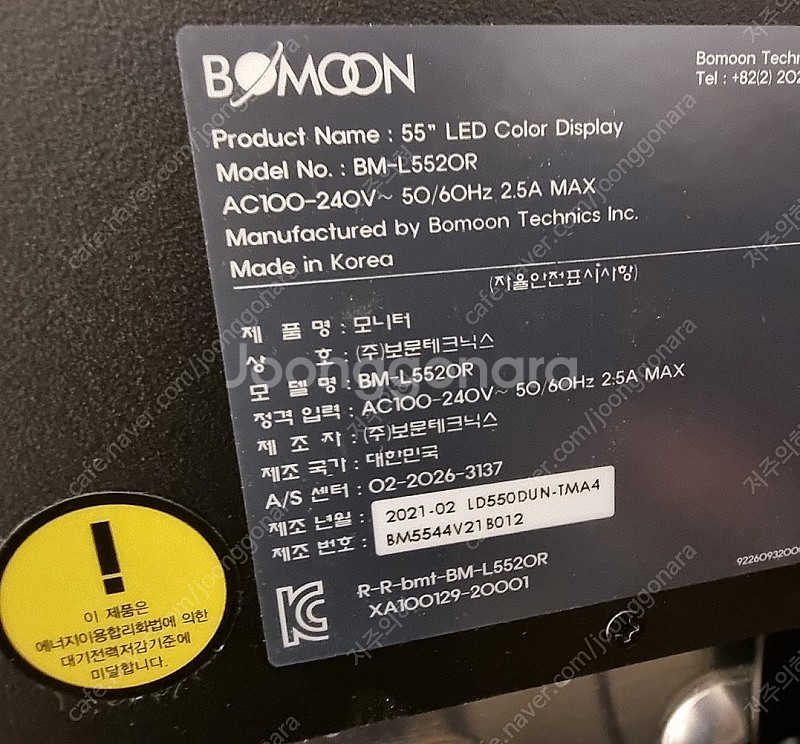 BOMOON
Bomoon Techn
Tel : +82(2) 202
Product Name : 55" LED Color Display
Model No. : BM-L552OR
AC100-240V~ 50/60Hz 2.5A MAX
Manufactured by Bomoon Technics Inc.
Made in Korea
(자율안전표시사항)
제 품 명 : 모니터
상 호 : (주)보문테크닉스
모 델 명 : BM-L552OR
정격 입력 : AC100-240V~ 50/60Hz 2.5A MAX
제 조 자 : (주)보문테크닉스
제조 국가 : 대한민국
A/S 센터 : 02-2026-3137
제조 년월 : 2021-02 LD550DUN-TMA4
제조 번호 : BM5544V21B012
R-R-bmt-BM-L552OR
XA100129-20001
9226093200
!
이 제품은
에너지이용합리화법에 의한
대기전력저감기준에
미달합니다.
Joonggonara
cafe.naver.com/joonggonara